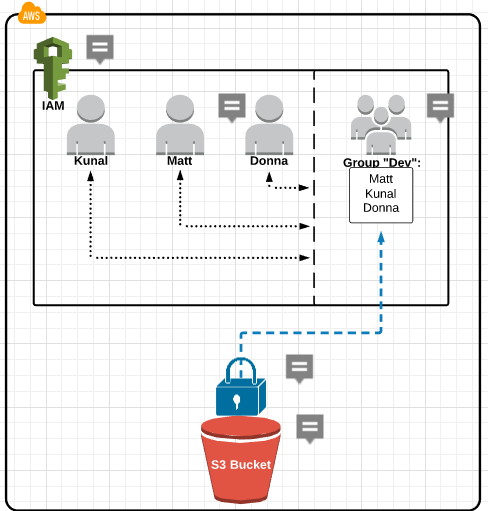 AWS
IAM
Kunal
Matt
Donna
Group "Dev":
Matt
Kunal
Donna
S3 Bucket